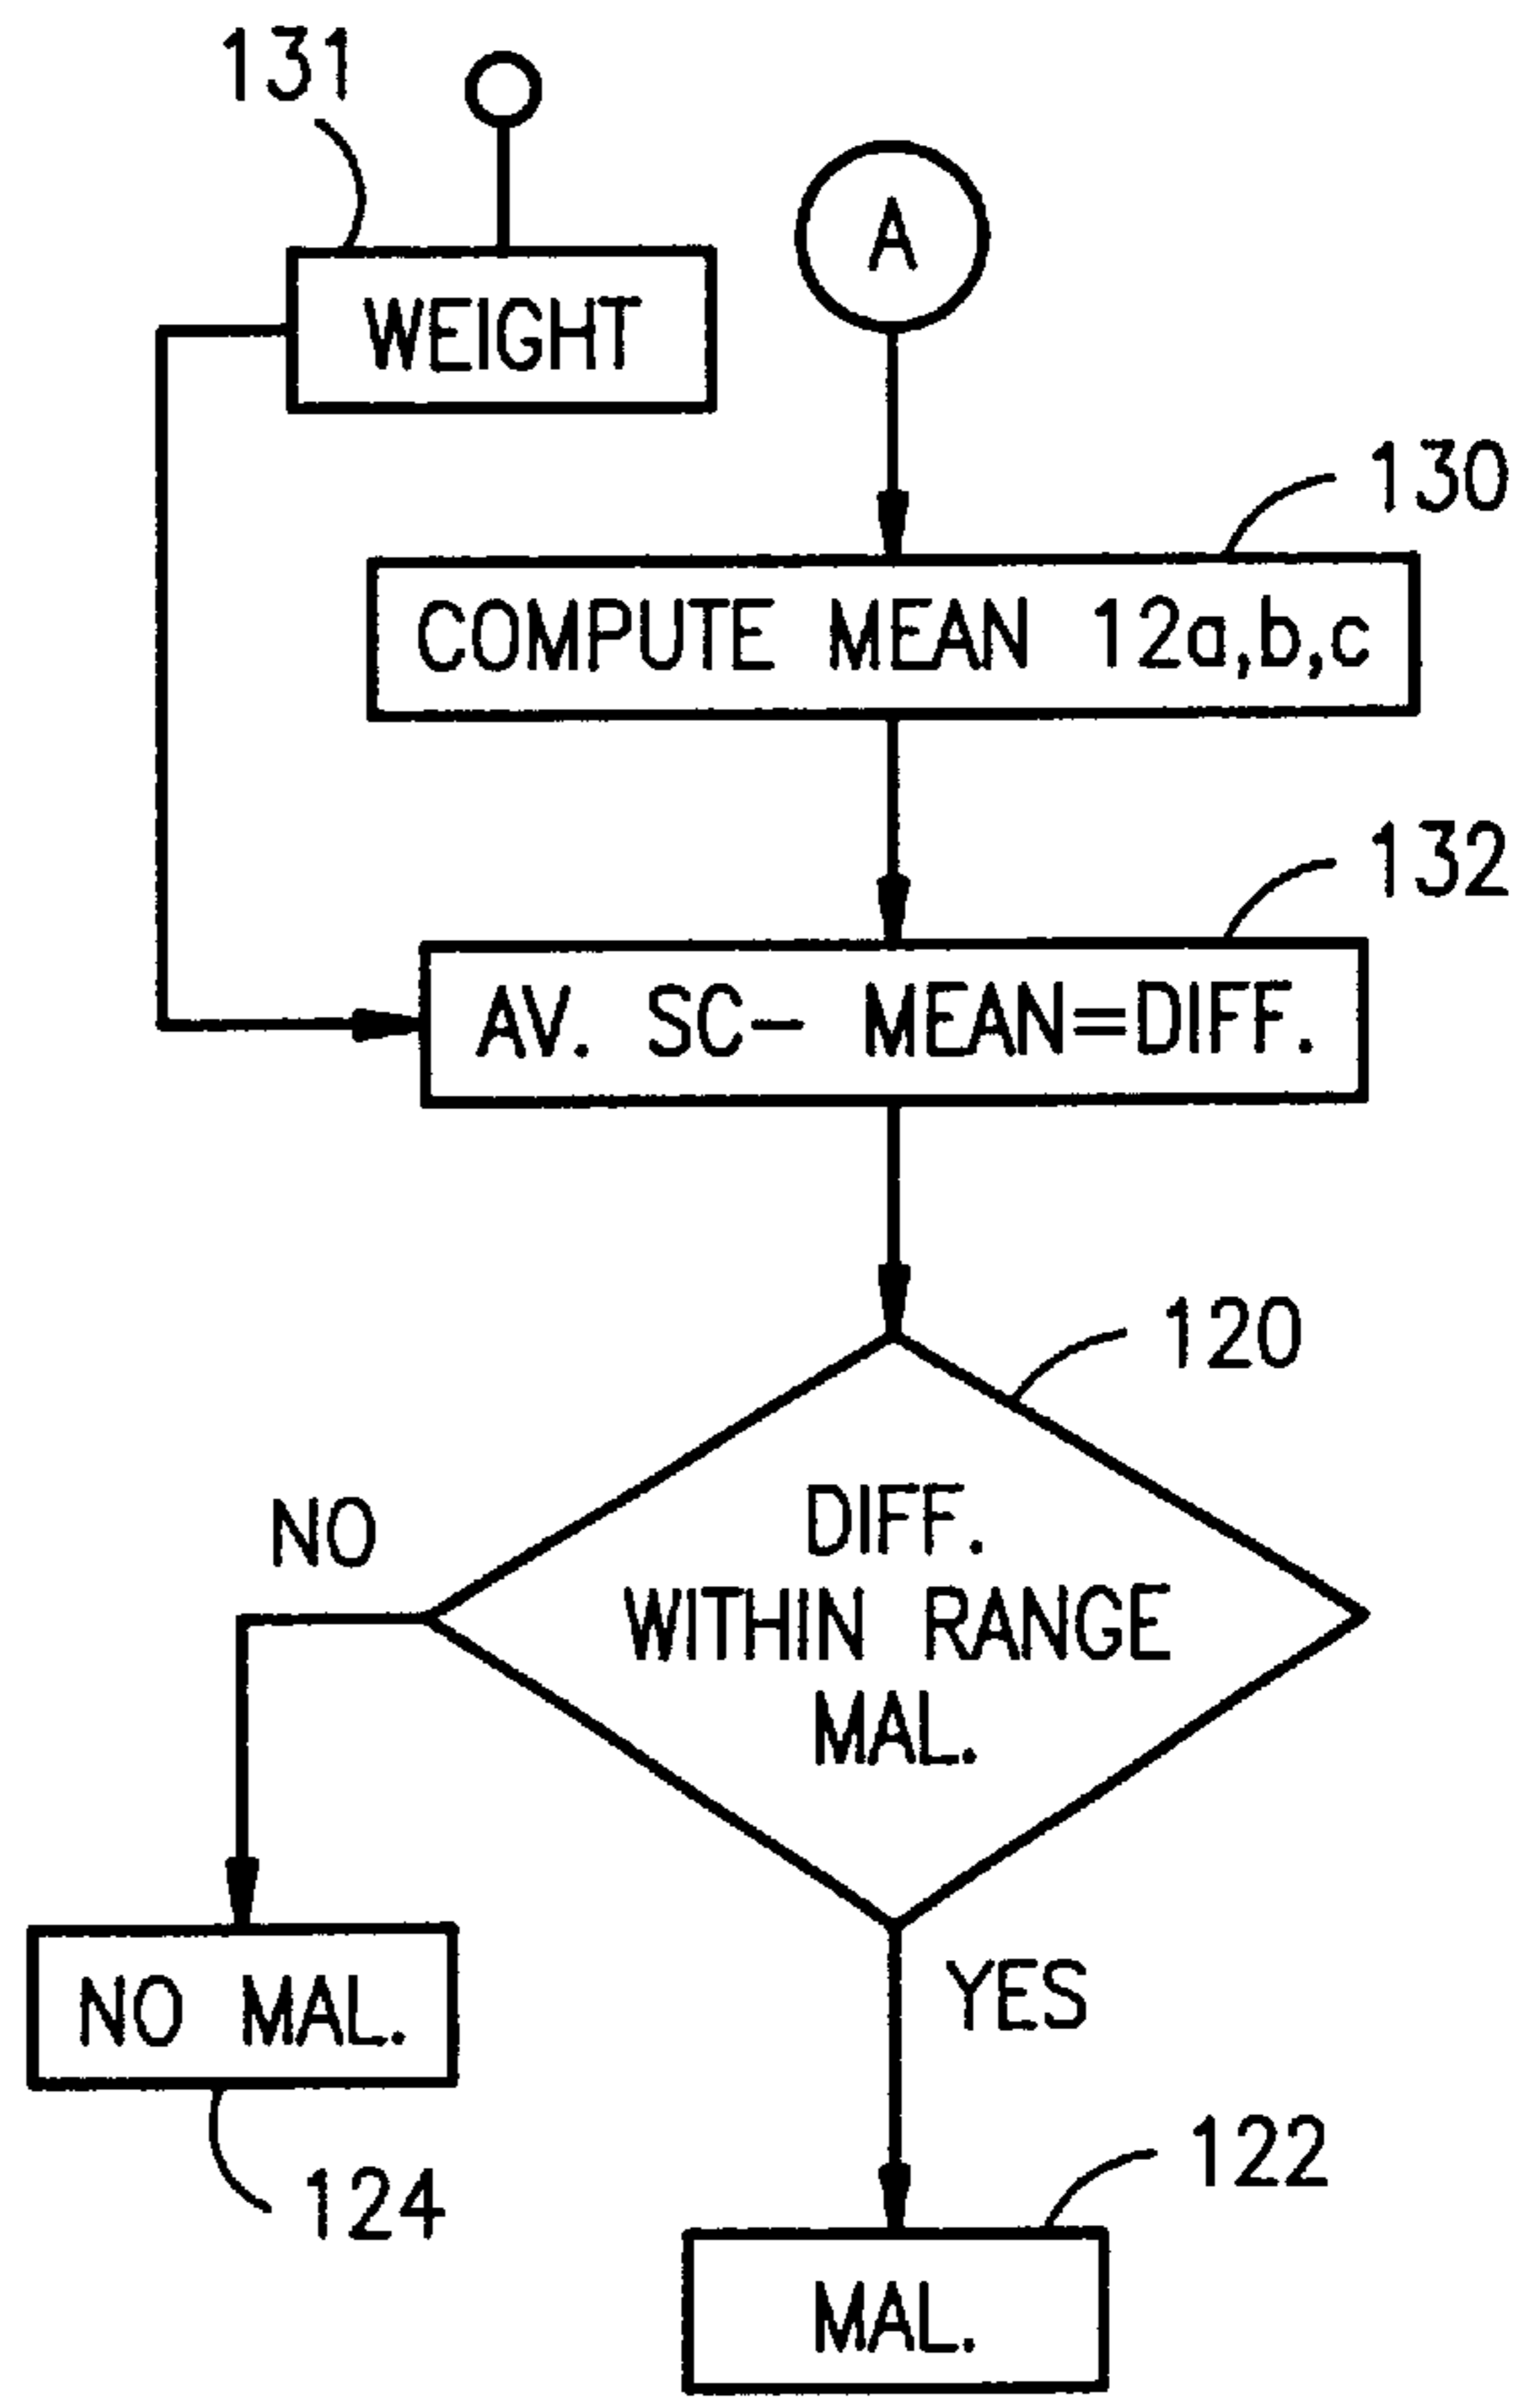 131
A
WEIGHT
130
COMPUTE MEAN 12a,b,c
132
AV. SC- MEAN=DIFF.
120
NO
DIFF.
WITHIN RANGE
MAL.
YES
NO MAL.
124
122
MAL.